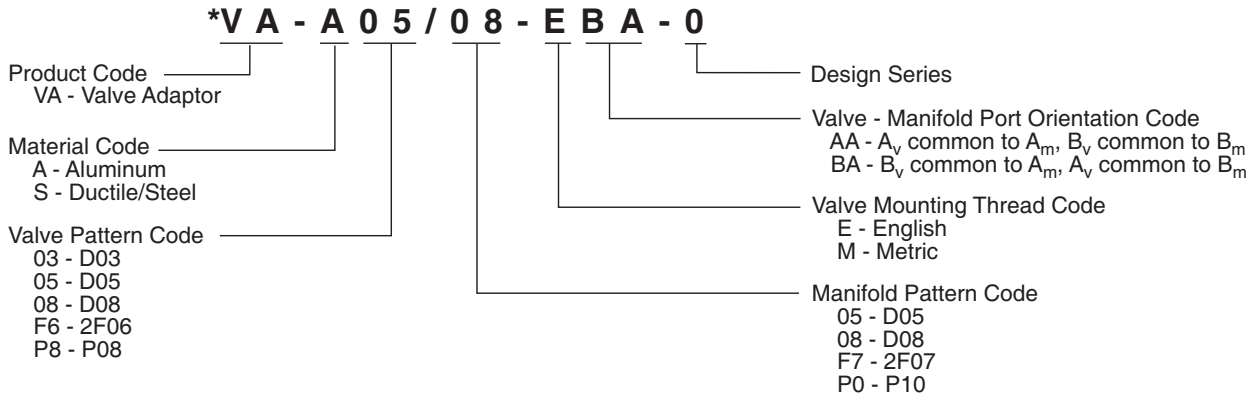 *VA-A05/08-EBA-0
Product Code
VA - Valve Adaptor
Material Code
A - Aluminum
S - Ductile/Steel
Valve Pattern Code
03 - D03
05 - D05
08 - D08
F6 - 2F06
P8 - P08
Design Series
Valve - Manifold Port Orientation Code
AA - Av common to Am, Bv common to Bm
BA - Bv common to Am, Av common to Bm
Valve Mounting Thread Code
E - English
M - Metric
Manifold Pattern Code
05 - D05
08 - D08
F7 - 2F07
P0 - P10